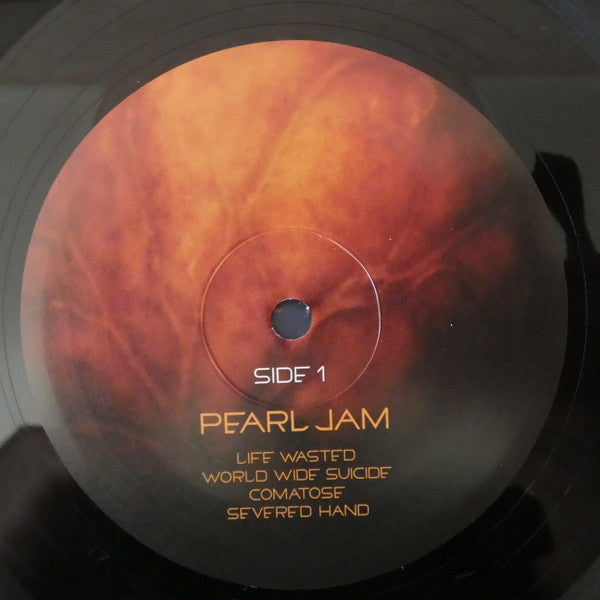 SIDE 1
PEARL JAM
LIFE WASTED
WORLD WIDE SUICIDE
COMATOSE
SEVERED HAND